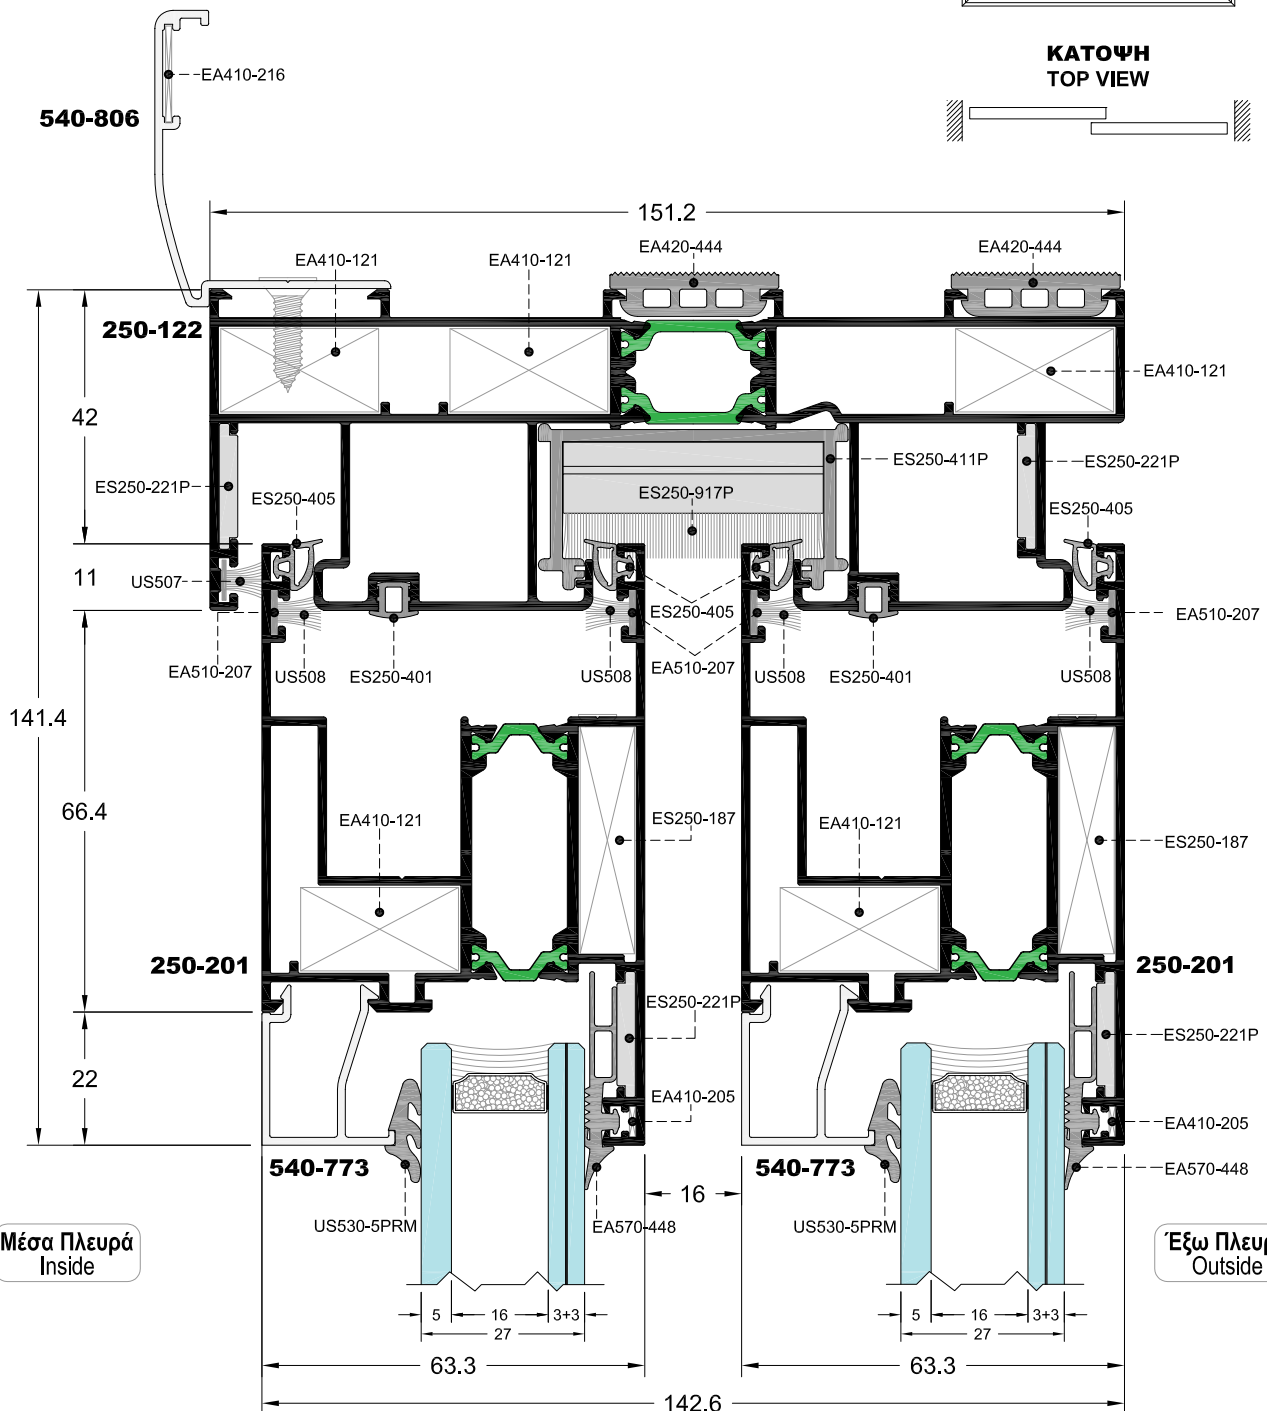 ΚΑΤΟΨΗ
TOP VIEW
EA410-216
540-806
151.2
EA410-121
EA410-121
EA420-444
EA420-444
250-122
EA410-121
42
ES250-411P
ES250-221P
ES250-221P
ES250-405
ES250-917P
ES250-405
11
US507
ES250-405
EA510-207
EA510-207
US508
ES250-401
US508
EA510-207
US508
ES250-401
US508
141.4
66.4
EA410-121
ES250-187
EA410-121
ES250-187
250-201
250-201
ES250-221P
ES250-221P
22
EA410-205
EA410-205
540-773
540-773
EA570-448
16
US530-5PRM
EA570-448
US530-5PRM
Μέσα Πλευρά
Inside
Outside
5
16
3+3
5
16
3+3
27
27
63.3
63.3
142.6